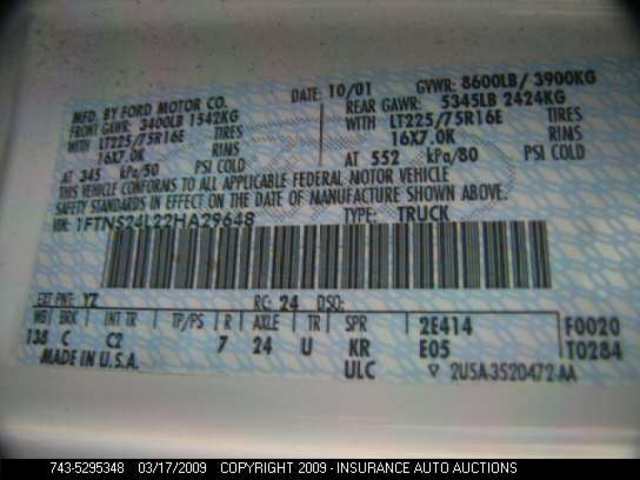 DATE: 10/01 GVWR: 8600LB/ 3900KG
MFD. BY FORD MOTOR CO.
FRONT GAWR: 3400LB 1542KG REAR GAWR: 5345LB 2424KG
WITH LT225/75R16E TIRES WITH LT225/75R16E TIRES
16X7.0K RIMS 16X7.0K RIMS
AT 345 kPa/50 PSI COLD AT 552 kPa/80 PSI COLD
THIS VEHICLE CONFORMS TO ALL APPLICABLE FEDERAL MOTOR VEHICLE
SAFETY STANDARDS IN EFFECT ON THE DATE OF MANUFACTURE SHOWN ABOVE.
VIN: 1FTNS24L22HA29648 TYPE: TRUCK
EXT PNT: YZ RC: 24 DSO:
WB BRK INT TR TP/PS R AXLE TR SPR 2E414 F0020
138 C C2 7 24 U KR E05 T0284
MADE IN U.S.A. ULC ▽ 2U5A-3520472-AA
743-5295348 03/17/2009 COPYRIGHT 2009 - INSURANCE AUTO AUCTIONS